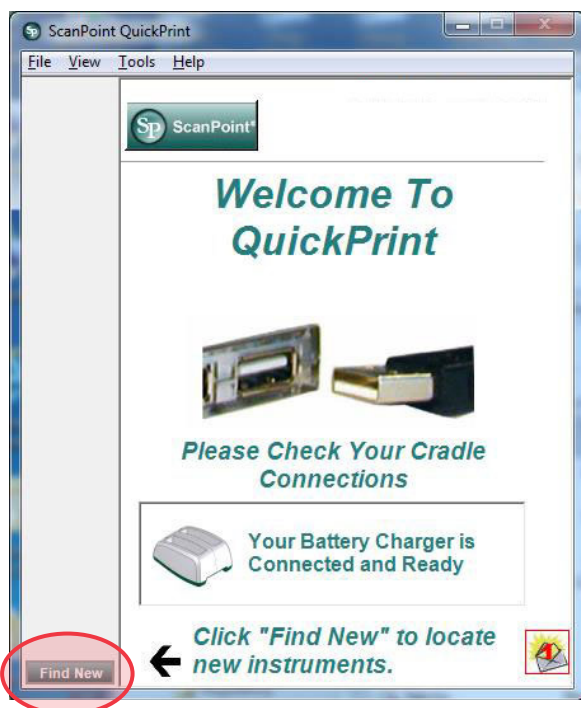 ScanPoint QuickPrint
File View Tools Help
Sp ScanPoint®
Welcome To
QuickPrint
Please Check Your Cradle
Connections
Your Battery Charger is
Connected and Ready
Click "Find New" to locate
new instruments.
Find New